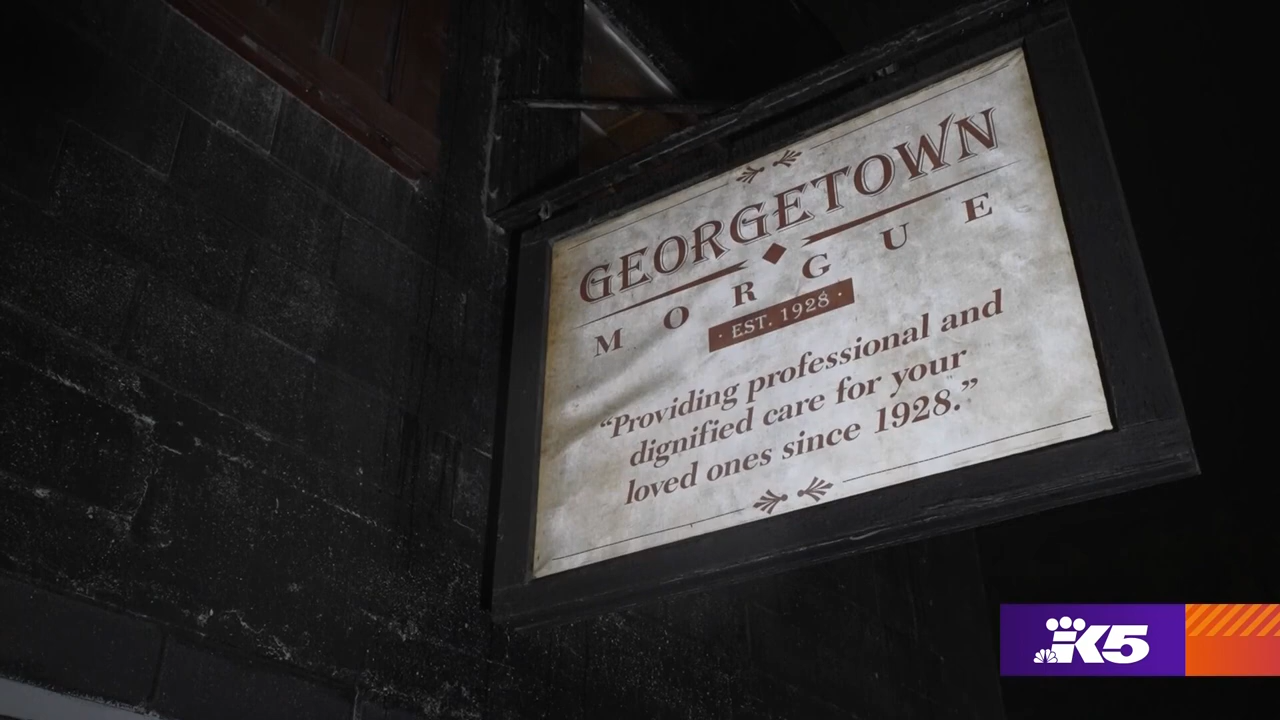 GEORGETOWN
MORGUE
· EST. 1928 ·
“Providing professional and
dignified care for your
loved ones since 1928.”
K5